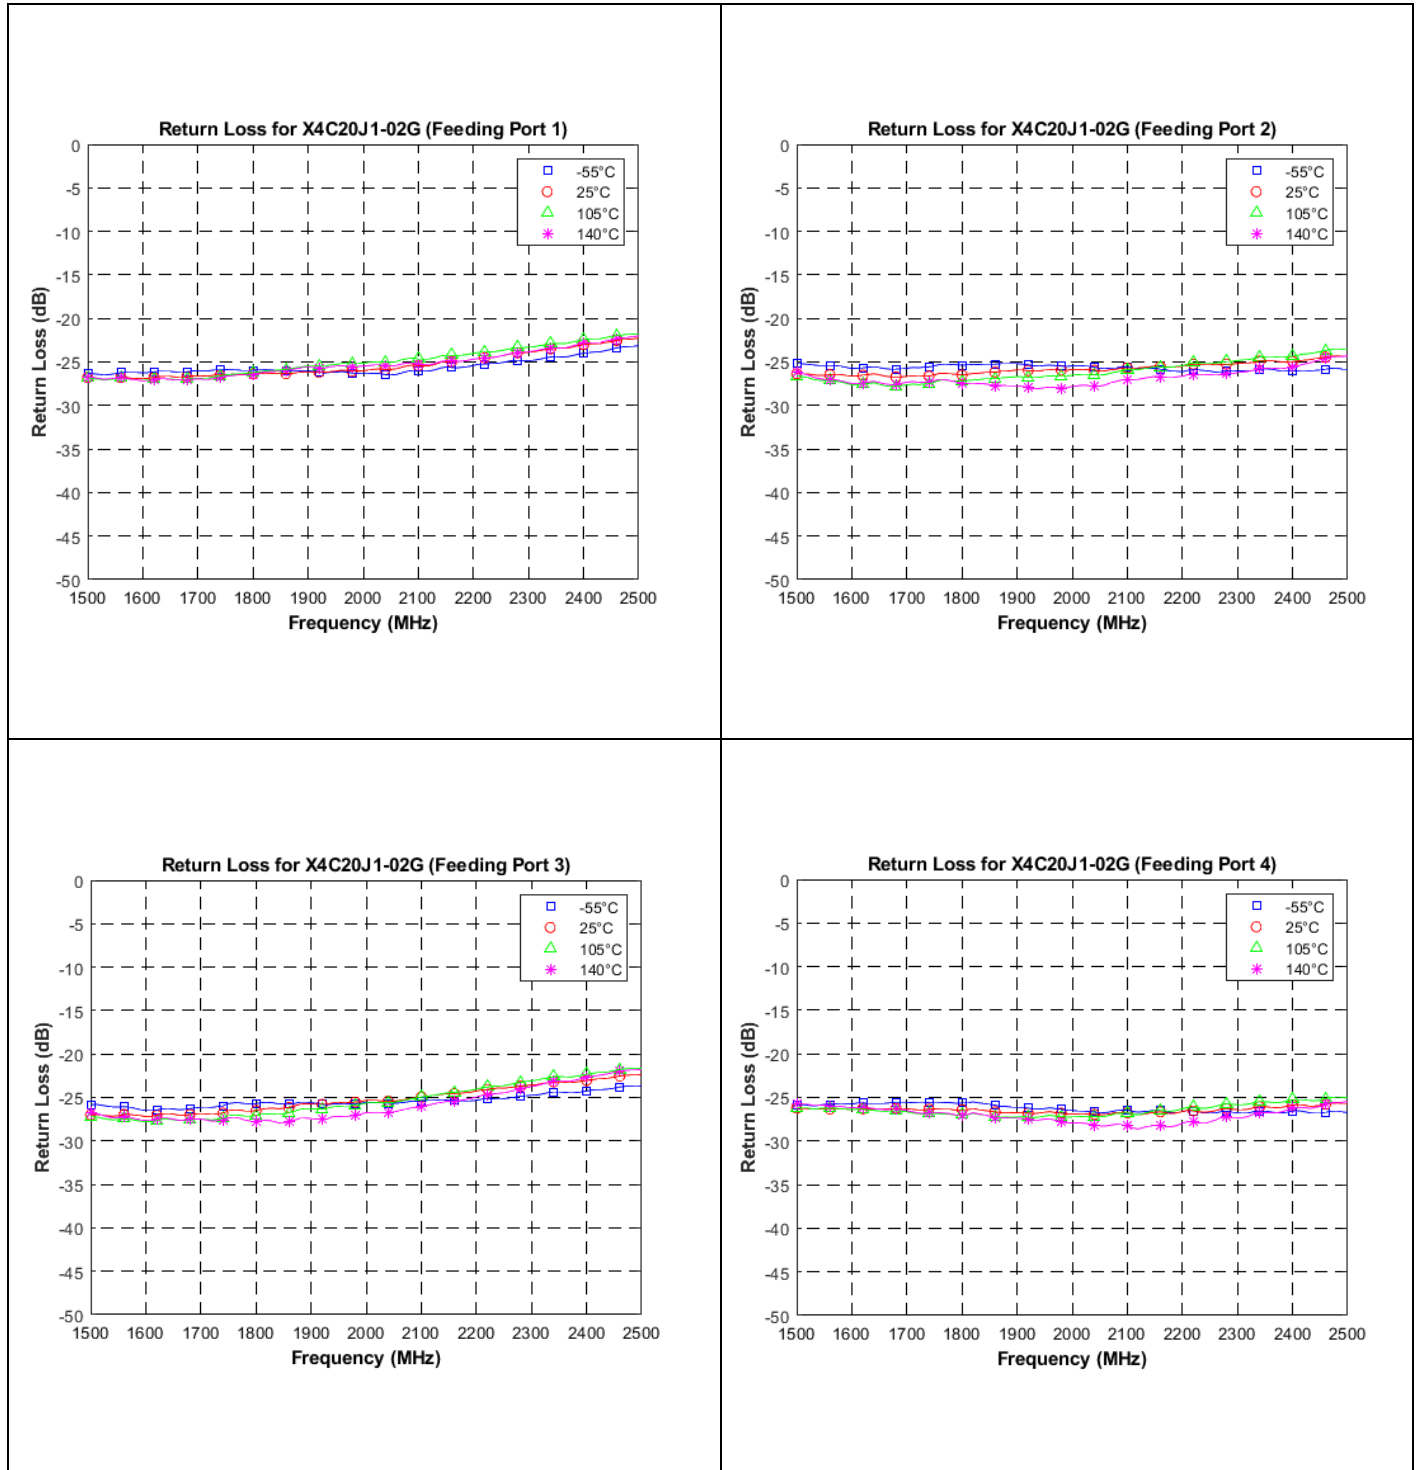 Return Loss for X4C20J1-02G (Feeding Port 1)
Return Loss (dB)
0
-5
-10
-15
-20
-25
-30
-35
-40
-45
-50
-55°C
25°C
105°C
140°C
1500 1600 1700 1800 1900 2000 2100 2200 2300 2400 2500
Frequency (MHz)
Return Loss for X4C20J1-02G (Feeding Port 2)
Return Loss (dB)
0
-5
-10
-15
-20
-25
-30
-35
-40
-45
-50
-55°C
25°C
105°C
140°C
1500 1600 1700 1800 1900 2000 2100 2200 2300 2400 2500
Frequency (MHz)
Return Loss for X4C20J1-02G (Feeding Port 3)
Return Loss (dB)
0
-5
-10
-15
-20
-25
-30
-35
-40
-45
-50
-55°C
25°C
105°C
140°C
1500 1600 1700 1800 1900 2000 2100 2200 2300 2400 2500
Frequency (MHz)
Return Loss for X4C20J1-02G (Feeding Port 4)
Return Loss (dB)
0
-5
-10
-15
-20
-25
-30
-35
-40
-45
-50
-55°C
25°C
105°C
140°C
1500 1600 1700 1800 1900 2000 2100 2200 2300 2400 2500
Frequency (MHz)